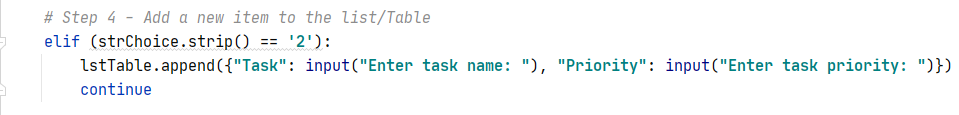 # Step 4 - Add a new item to the list/Table
elif (strChoice.strip() == '2'):
lstTable.append({"Task": input("Enter task name: "), "Priority": input("Enter task priority: ")})
continue